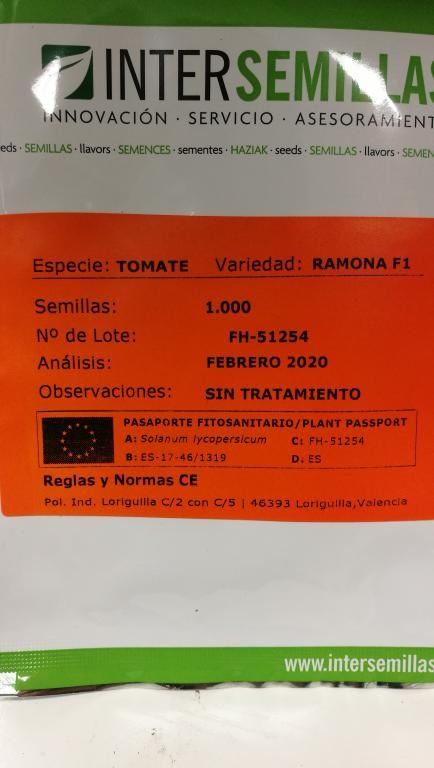 INTERSEMILLAS
INNOVACIÓN · SERVICIO · ASESORAMIENT
eds · SEMILLAS · llavors · SEMENCES · sementes · HAZIAK · seeds · SEMILLAS · llavors · SEMEN
Especie: TOMATE Variedad: RAMONA F1
Semillas: 1.000
Nº de Lote: FH-51254
Análisis: FEBRERO 2020
Observaciones: SIN TRATAMIENTO
PASAPORTE FITOSANITARIO/PLANT PASSPORT
A: Solanum lycopersicum C: FH-51254
B: ES-17-46/1319 D. ES
Reglas y Normas CE
Pol. Ind. Loriguilla C/2 con C/5 | 46393 Loriguilla,Valencia
www.intersemillas